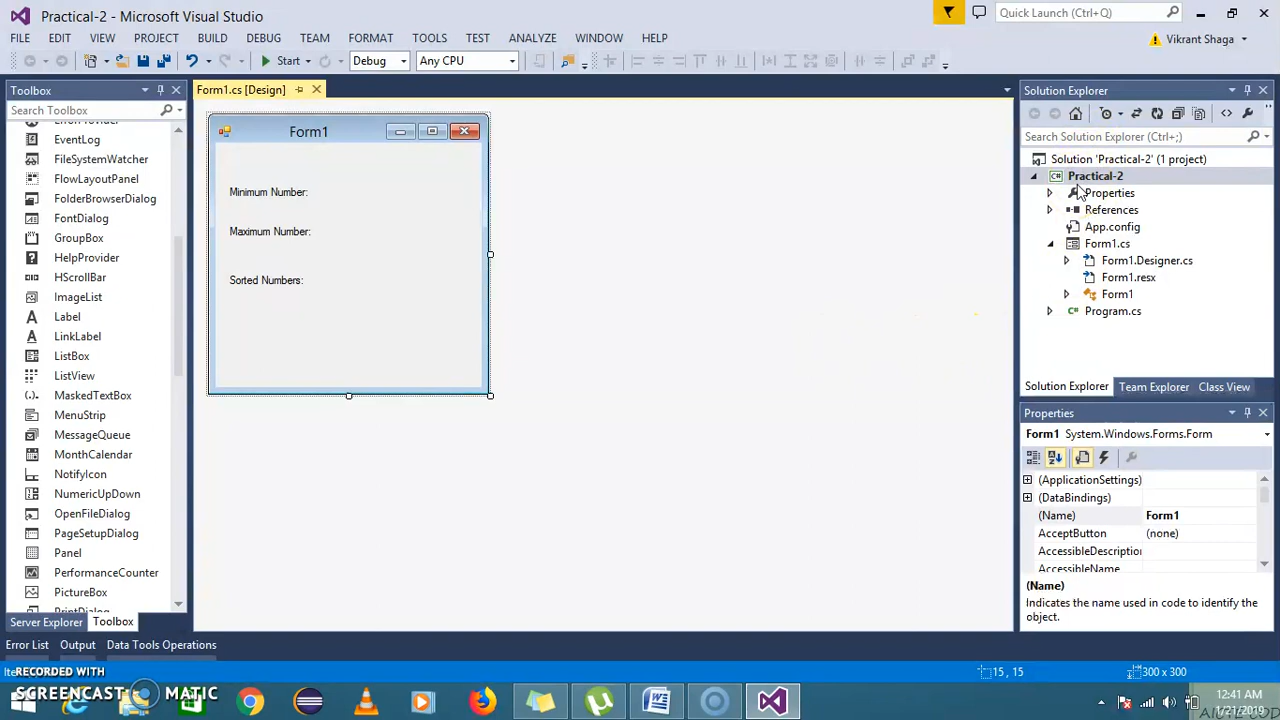 Practical-2 - Microsoft Visual Studio
Quick Launch (Ctrl+Q)
FILE EDIT VIEW PROJECT BUILD DEBUG TEAM FORMAT TOOLS TEST ANALYZE WINDOW HELP
Vikrant Shaga
Start Debug Any CPU
Toolbox
Search Toolbox
EventLog
FileSystemWatcher
FlowLayoutPanel
FolderBrowserDialog
FontDialog
GroupBox
HelpProvider
HScrollBar
ImageList
Label
LinkLabel
ListBox
ListView
MaskedTextBox
MenuStrip
MessageQueue
MonthCalendar
NotifyIcon
NumericUpDown
OpenFileDialog
PageSetupDialog
Panel
PerformanceCounter
PictureBox
PrintDialog
Server Explorer Toolbox
Form1.cs [Design]
Form1
Minimum Number:
Maximum Number:
Sorted Numbers:
Solution Explorer
Search Solution Explorer (Ctrl+;)
Solution 'Practical-2' (1 project)
Practical-2
Properties
References
App.config
Form1.cs
Form1.Designer.cs
Form1.resx
Form1
Program.cs
Solution Explorer Team Explorer Class View
Properties
Form1 System.Windows.Forms.Form
(ApplicationSettings)
(DataBindings)
(Name) Form1
AcceptButton (none)
AccessibleDescription
AccessibleName
(Name)
Indicates the name used in code to identify the
object.
Error List Output Data Tools Operations
15, 15 300 x 300
RECORDED WITH
SCREENCAST MATIC
12:41 AM
1/21/2019